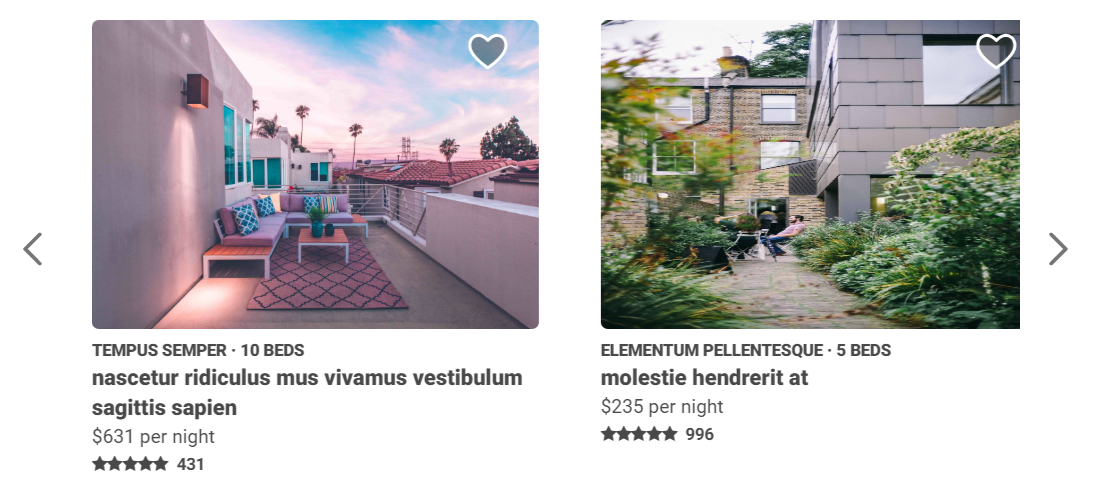 TEMPUS SEMPER · 10 BEDS
nascetur ridiculus mus vivamus vestibulum
sagittis sapien
$631 per night
431
ELEMENTUM PELLENTESQUE · 5 BEDS
molestie hendrerit at
$235 per night
996